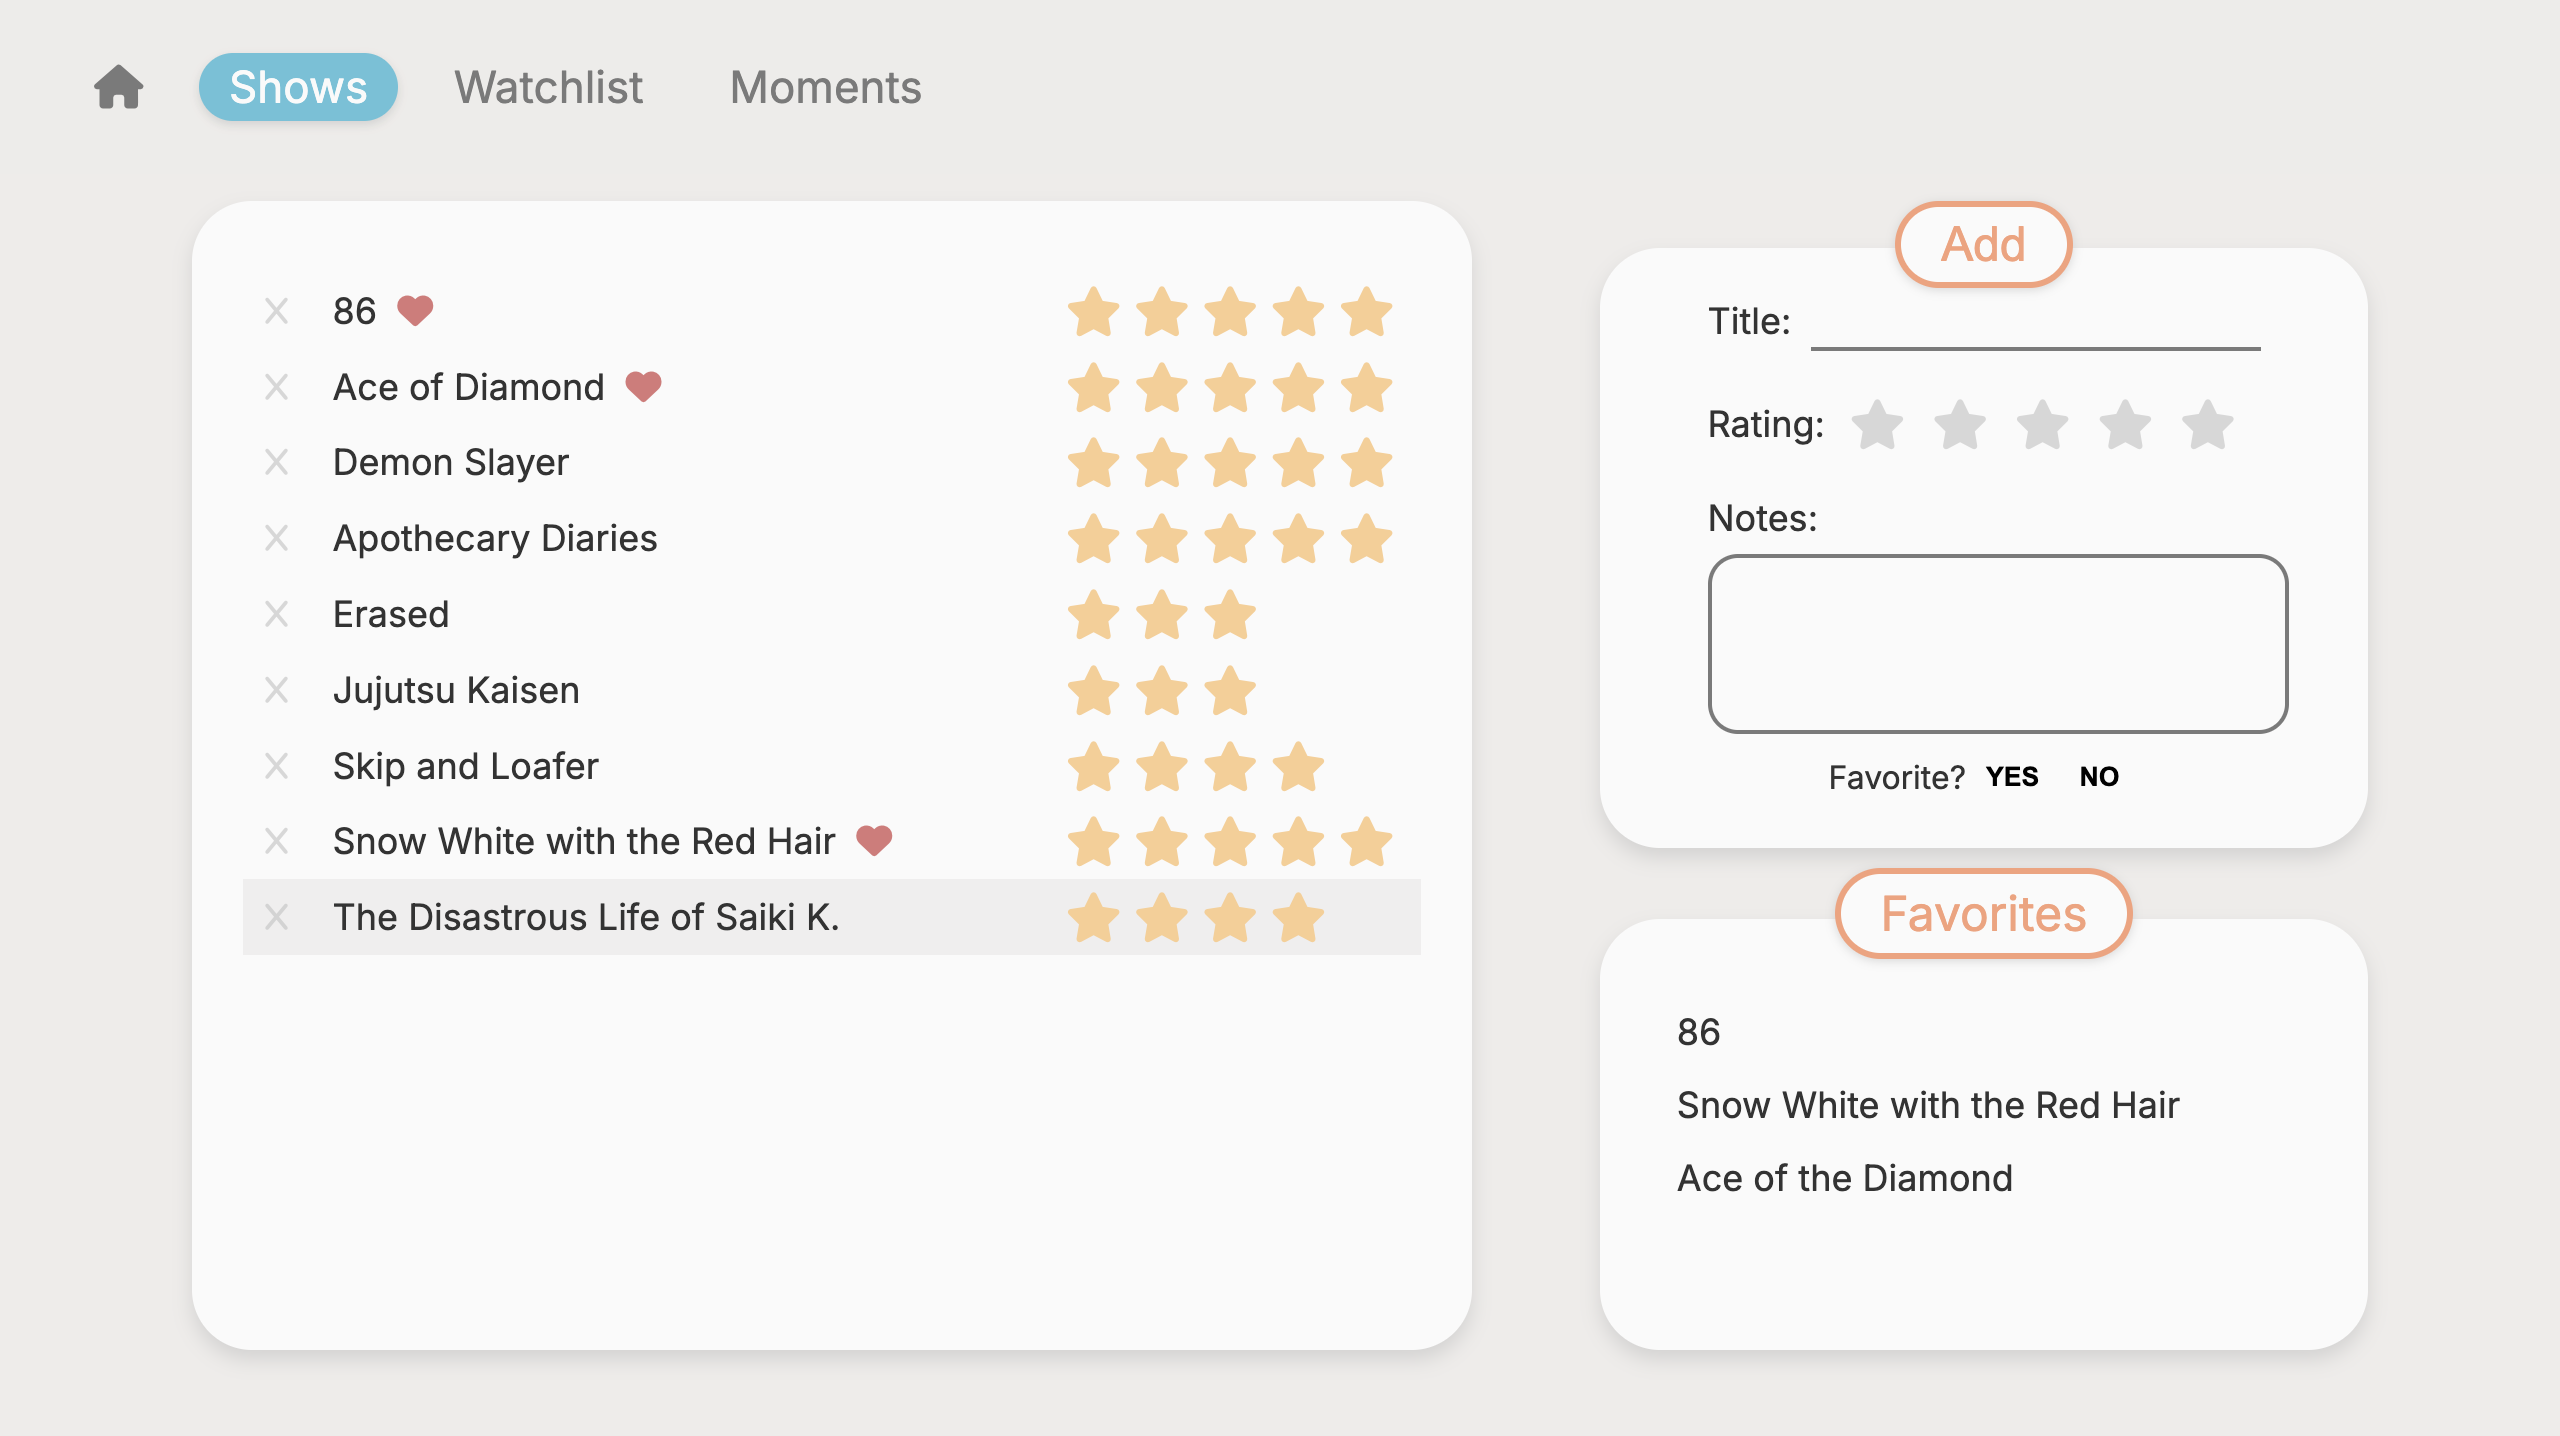 Shows Watchlist Moments
86
Ace of Diamond
Demon Slayer
Apothecary Diaries
Erased
Jujutsu Kaisen
Skip and Loafer
Snow White with the Red Hair
The Disastrous Life of Saiki K.
Add
Title:
Rating:
Notes:
Favorite? YES NO
Favorites
86
Snow White with the Red Hair
Ace of the Diamond